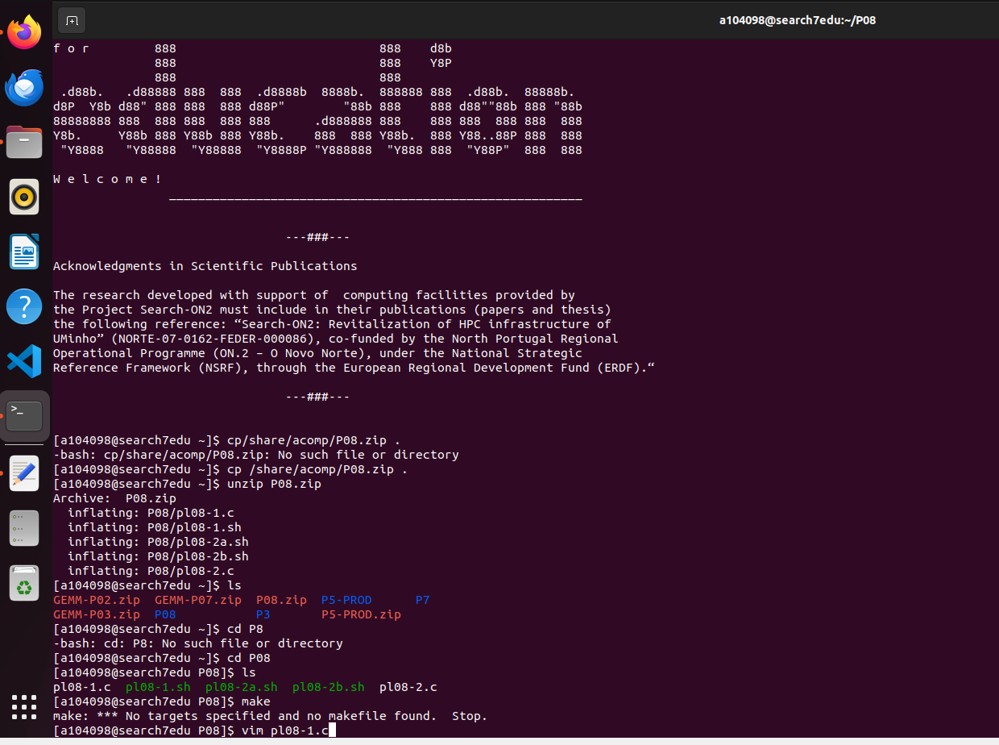 a104098@search7edu:~/P08
f o r         888                            888    d8b
              888                            888    Y8P
              888                            888
 .d88b.   .d88888 888  888  .d8888b  8888b.  888888 888  .d88b.  88888b.
d8P  Y8b d88" 888 888  888 d88P"        "88b 888    888 d88""88b 888 "88b
88888888 888  888 888  888 888      .d888888 888    888 888  888 888  888
Y8b.     Y88b 888 Y88b 888 Y88b.    888  888 Y88b.  888 Y88..88P 888  888
 "Y8888   "Y88888  "Y88888  "Y8888P "Y888888  "Y888 888  "Y88P"  888  888
W e l c o m e !
_________________________________________________________
---###---
Acknowledgments in Scientific Publications
The research developed with support of  computing facilities provided by
the Project Search-ON2 must include in their publications (papers and thesis)
the following reference: “Search-ON2: Revitalization of HPC infrastructure of
UMinho” (NORTE-07-0162-FEDER-000086), co-funded by the North Portugal Regional
Operational Programme (ON.2 – O Novo Norte), under the National Strategic
Reference Framework (NSRF), through the European Regional Development Fund (ERDF).“
---###---
[a104098@search7edu ~]$ cp/share/acomp/P08.zip .
-bash: cp/share/acomp/P08.zip: No such file or directory
[a104098@search7edu ~]$ cp /share/acomp/P08.zip .
[a104098@search7edu ~]$ unzip P08.zip
Archive:  P08.zip
  inflating: P08/pl08-1.c
  inflating: P08/pl08-1.sh
  inflating: P08/pl08-2a.sh
  inflating: P08/pl08-2b.sh
  inflating: P08/pl08-2.c
[a104098@search7edu ~]$ ls
GEMM-P02.zip  GEMM-P07.zip  P08.zip  P5-PROD      P7
GEMM-P03.zip  P08           P3       P5-PROD.zip
[a104098@search7edu ~]$ cd P8
-bash: cd: P8: No such file or directory
[a104098@search7edu ~]$ cd P08
[a104098@search7edu P08]$ ls
pl08-1.c  pl08-1.sh  pl08-2a.sh  pl08-2b.sh  pl08-2.c
[a104098@search7edu P08]$ make
make: *** No targets specified and no makefile found.  Stop.
[a104098@search7edu P08]$ vim pl08-1.c